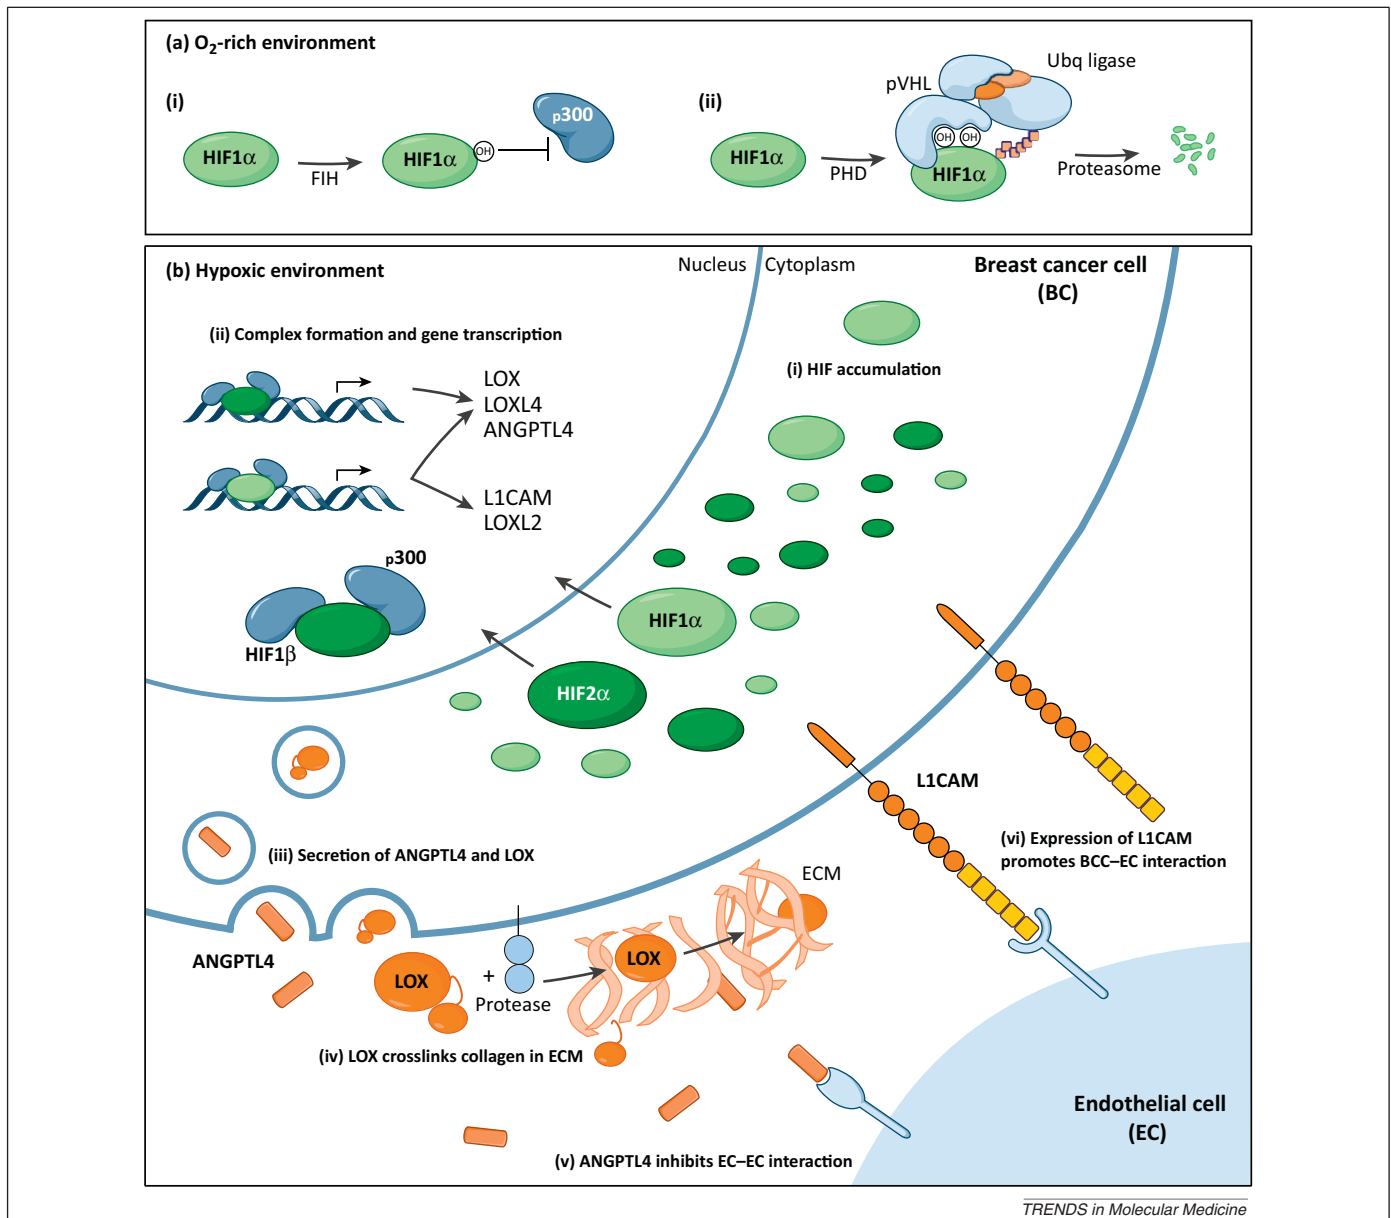 (a) O2-rich environment
(i)
HIF1α
FIH
HIF1α
OH
p300
(ii)
HIF1α
PHD
pVHL
Ubq ligase
OH
OH
HIF1α
Proteasome
(b) Hypoxic environment
Nucleus
Cytoplasm
Breast cancer cell
(BC)
(ii) Complex formation and gene transcription
LOX
LOXL4
ANGPTL4
L1CAM
LOXL2
p300
HIF1β
(i) HIF accumulation
HIF1α
HIF2α
L1CAM
(vi) Expression of L1CAM
promotes BCC–EC interaction
(iii) Secretion of ANGPTL4 and LOX
ANGPTL4
LOX
+
Protease
LOX
ECM
(iv) LOX crosslinks collagen in ECM
(v) ANGPTL4 inhibits EC–EC interaction
Endothelial cell
(EC)
TRENDS in Molecular Medicine